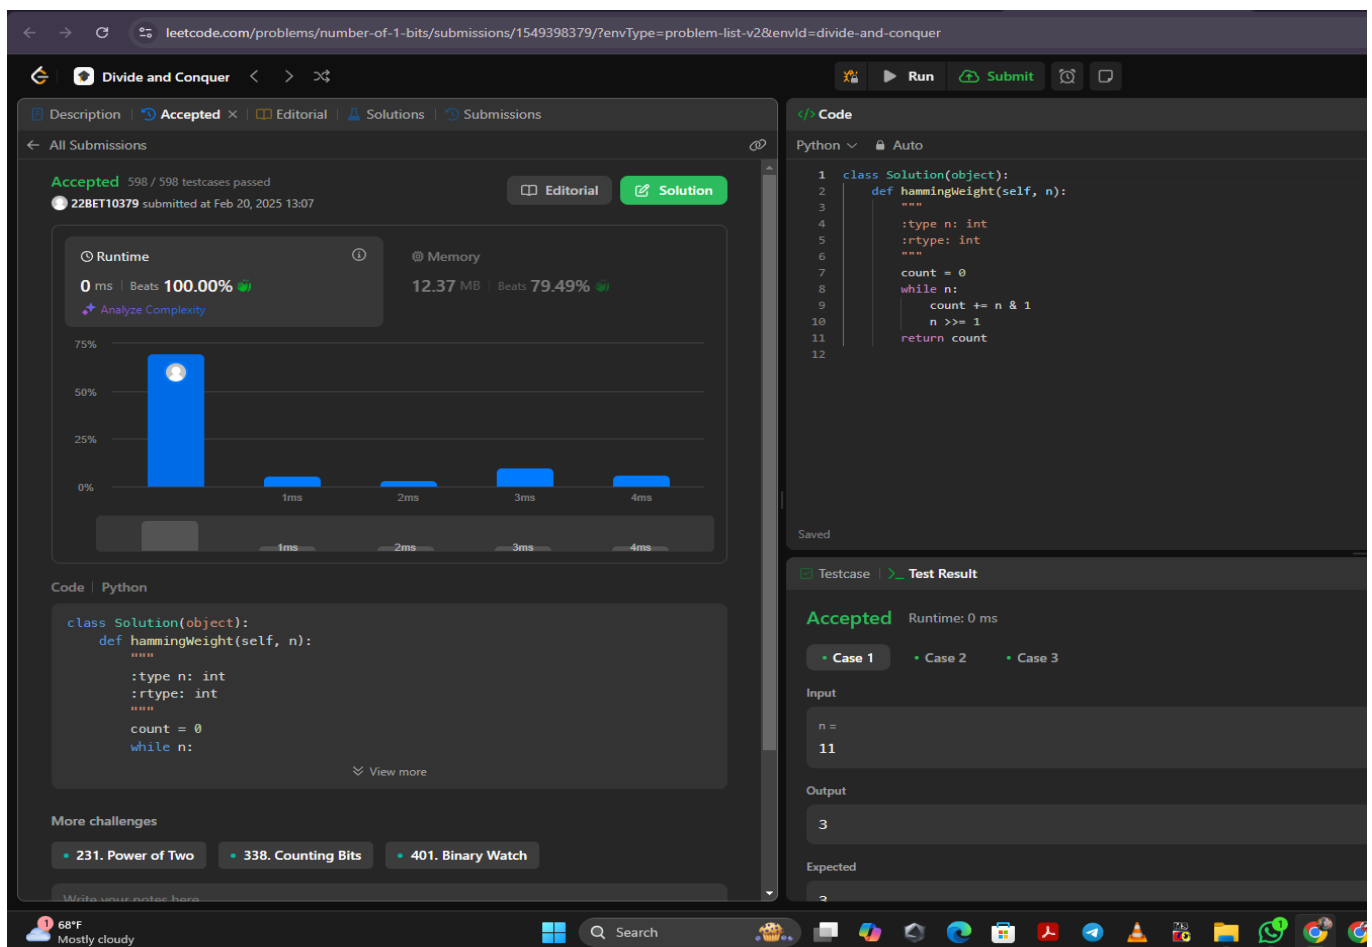 leetcode.com/problems/number-of-1-bits/submissions/1549398379/?envType=problem-list-v2&envId=divide-and-conquer
Divide and Conquer
Run
Submit
Description
Accepted
Editorial
Solutions
Submissions
All Submissions
Accepted 598 / 598 testcases passed
22BET10379 submitted at Feb 20, 2025 13:07
Editorial
Solution
Runtime
0 ms | Beats 100.00%
Analyze Complexity
Memory
12.37 MB | Beats 79.49%
75%
50%
25%
0%
1ms 2ms 3ms 4ms
1ms 2ms 3ms 4ms
Code | Python
class Solution(object):
    def hammingWeight(self, n):
        """
        :type n: int
        :rtype: int
        """
        count = 0
        while n:
View more
More challenges
231. Power of Two
338. Counting Bits
401. Binary Watch
Write your notes here
</> Code
Python
Auto
1 class Solution(object):
2     def hammingWeight(self, n):
3         """
4         :type n: int
5         :rtype: int
6         """
7         count = 0
8         while n:
9             count += n & 1
10             n >>= 1
11         return count
12
Saved
Testcase
>_ Test Result
Accepted Runtime: 0 ms
Case 1
Case 2
Case 3
Input
n =
11
Output
3
Expected
3
1
68°F
Mostly cloudy
Search